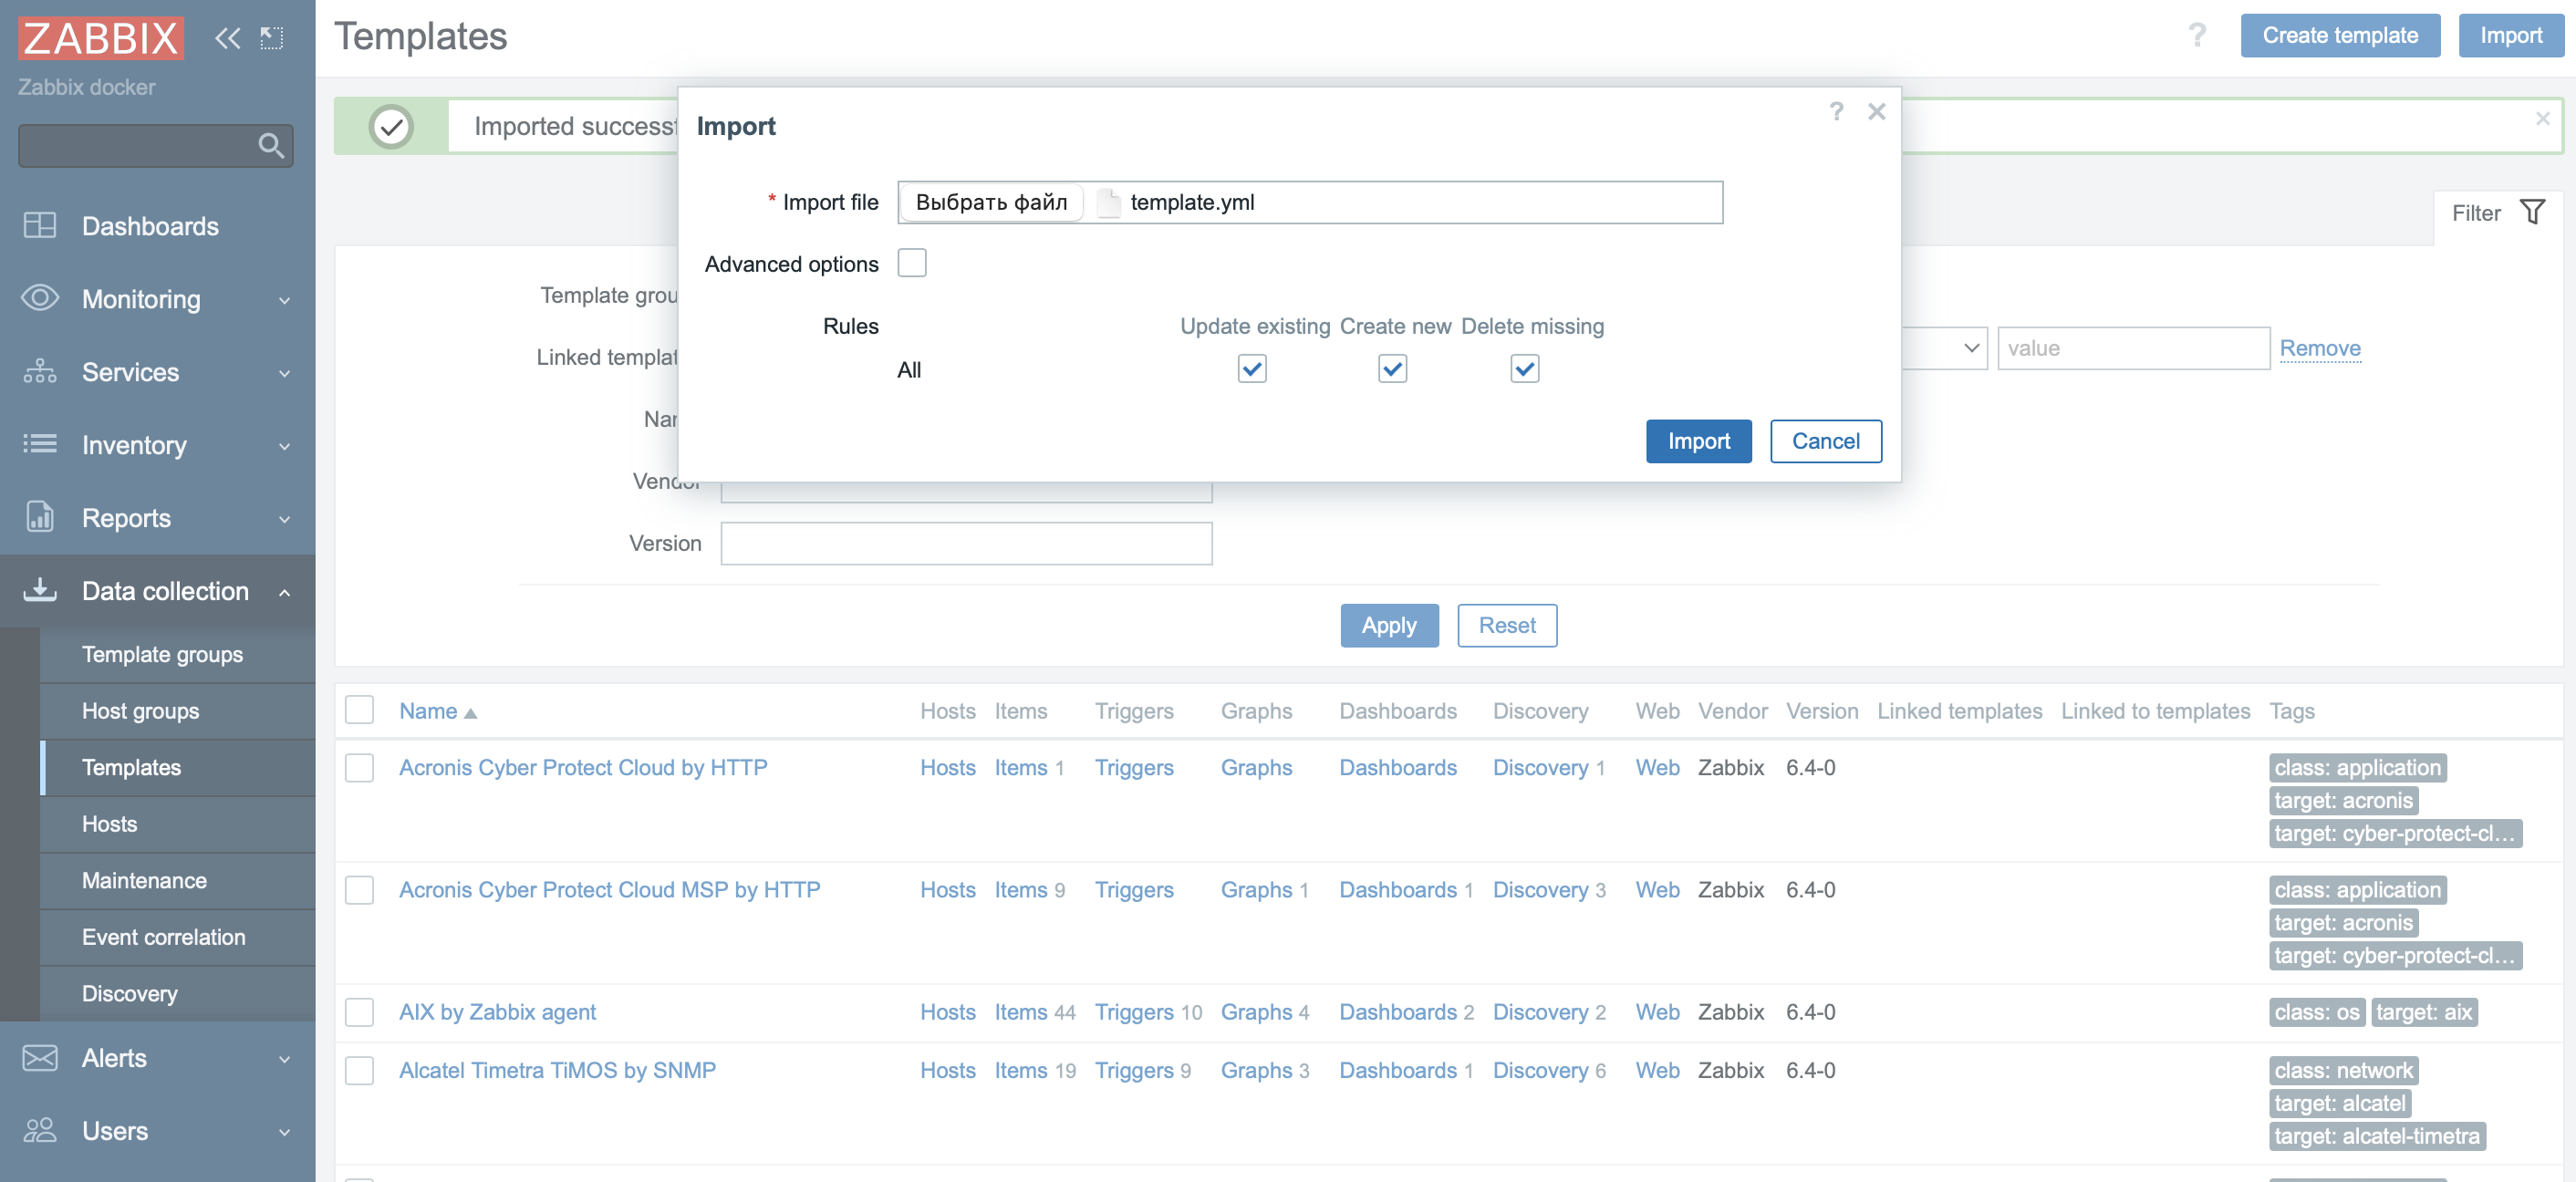 ZABBIX
Templates
?
Create template
Import
Zabbix docker
Imported success
Import
?
* Import file
Выбрать файл
template.yml
Advanced options
Rules
Update existing Create new Delete missing
All
Import
Cancel
Filter
Template grou
Linked templat
value
Remove
Nam
Vendor
Version
Apply
Reset
Dashboards
Monitoring
Services
Inventory
Reports
Data collection
Template groups
Host groups
Templates
Hosts
Maintenance
Event correlation
Discovery
Alerts
Users
Name Hosts Items Triggers Graphs Dashboards Discovery Web Vendor Version Linked templates Linked to templates Tags
Acronis Cyber Protect Cloud by HTTP Hosts Items 1 Triggers Graphs Dashboards Discovery 1 Web Zabbix 6.4-0 class: application
target: acronis
target: cyber-protect-cl...
Acronis Cyber Protect Cloud MSP by HTTP Hosts Items 9 Triggers Graphs 1 Dashboards 1 Discovery 3 Web Zabbix 6.4-0 class: application
target: acronis
target: cyber-protect-cl...
AIX by Zabbix agent Hosts Items 44 Triggers 10 Graphs 4 Dashboards 2 Discovery 2 Web Zabbix 6.4-0 class: os target: aix
Alcatel Timetra TiMOS by SNMP Hosts Items 19 Triggers 9 Graphs 3 Dashboards 1 Discovery 6 Web Zabbix 6.4-0 class: network
target: alcatel
target: alcatel-timetra